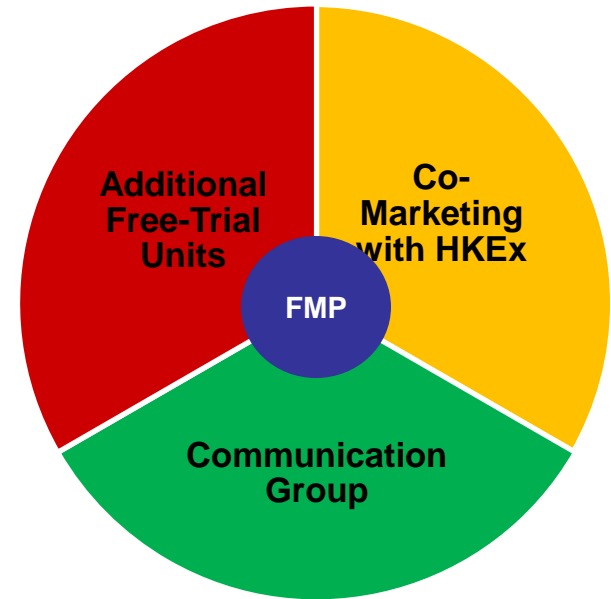 Additional
Free-Trial
Units
Co-
Marketing
with HKEx
FMP
Communication
Group